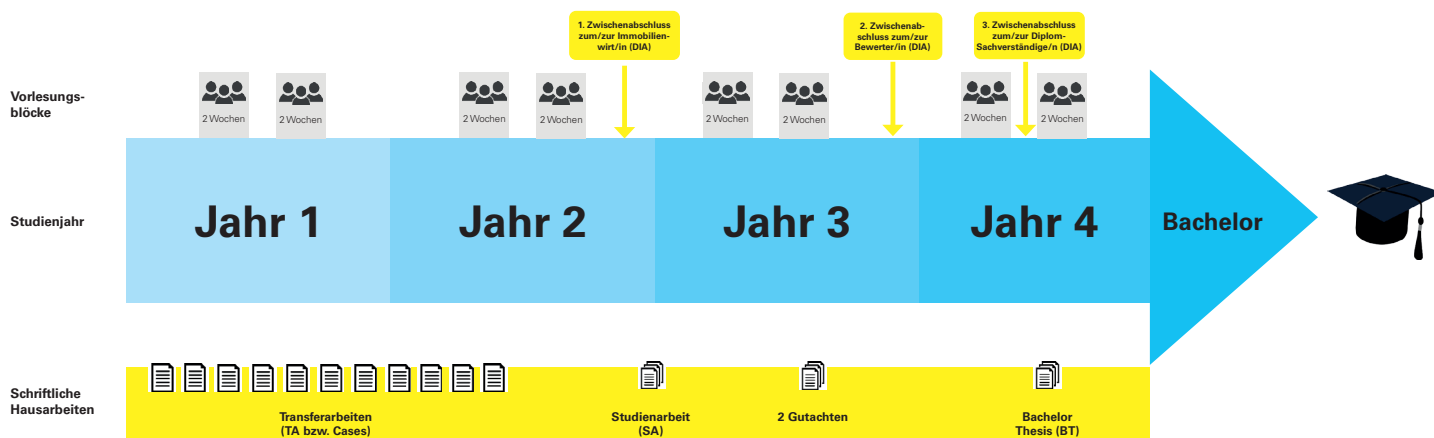 1. Zwischenabschluss
zum/zur Immobilien-
wirt/in (DIA)
2. Zwischenab-
schluss zum/zur
Bewerter/in (DIA)
3. Zwischenabschluss
zum/zur Diplom-
Sachverständige/n (DIA)
Vorlesungs-
blöcke
2 Wochen
2 Wochen
2 Wochen
2 Wochen
2 Wochen
2 Wochen
2 Wochen
2 Wochen
Studienjahr
Jahr 1
Jahr 2
Jahr 3
Jahr 4
Bachelor
Schriftliche
Hausarbeiten
Transferarbeiten
(TA bzw. Cases)
Studienarbeit
(SA)
2 Gutachten
Bachelor
Thesis (BT)